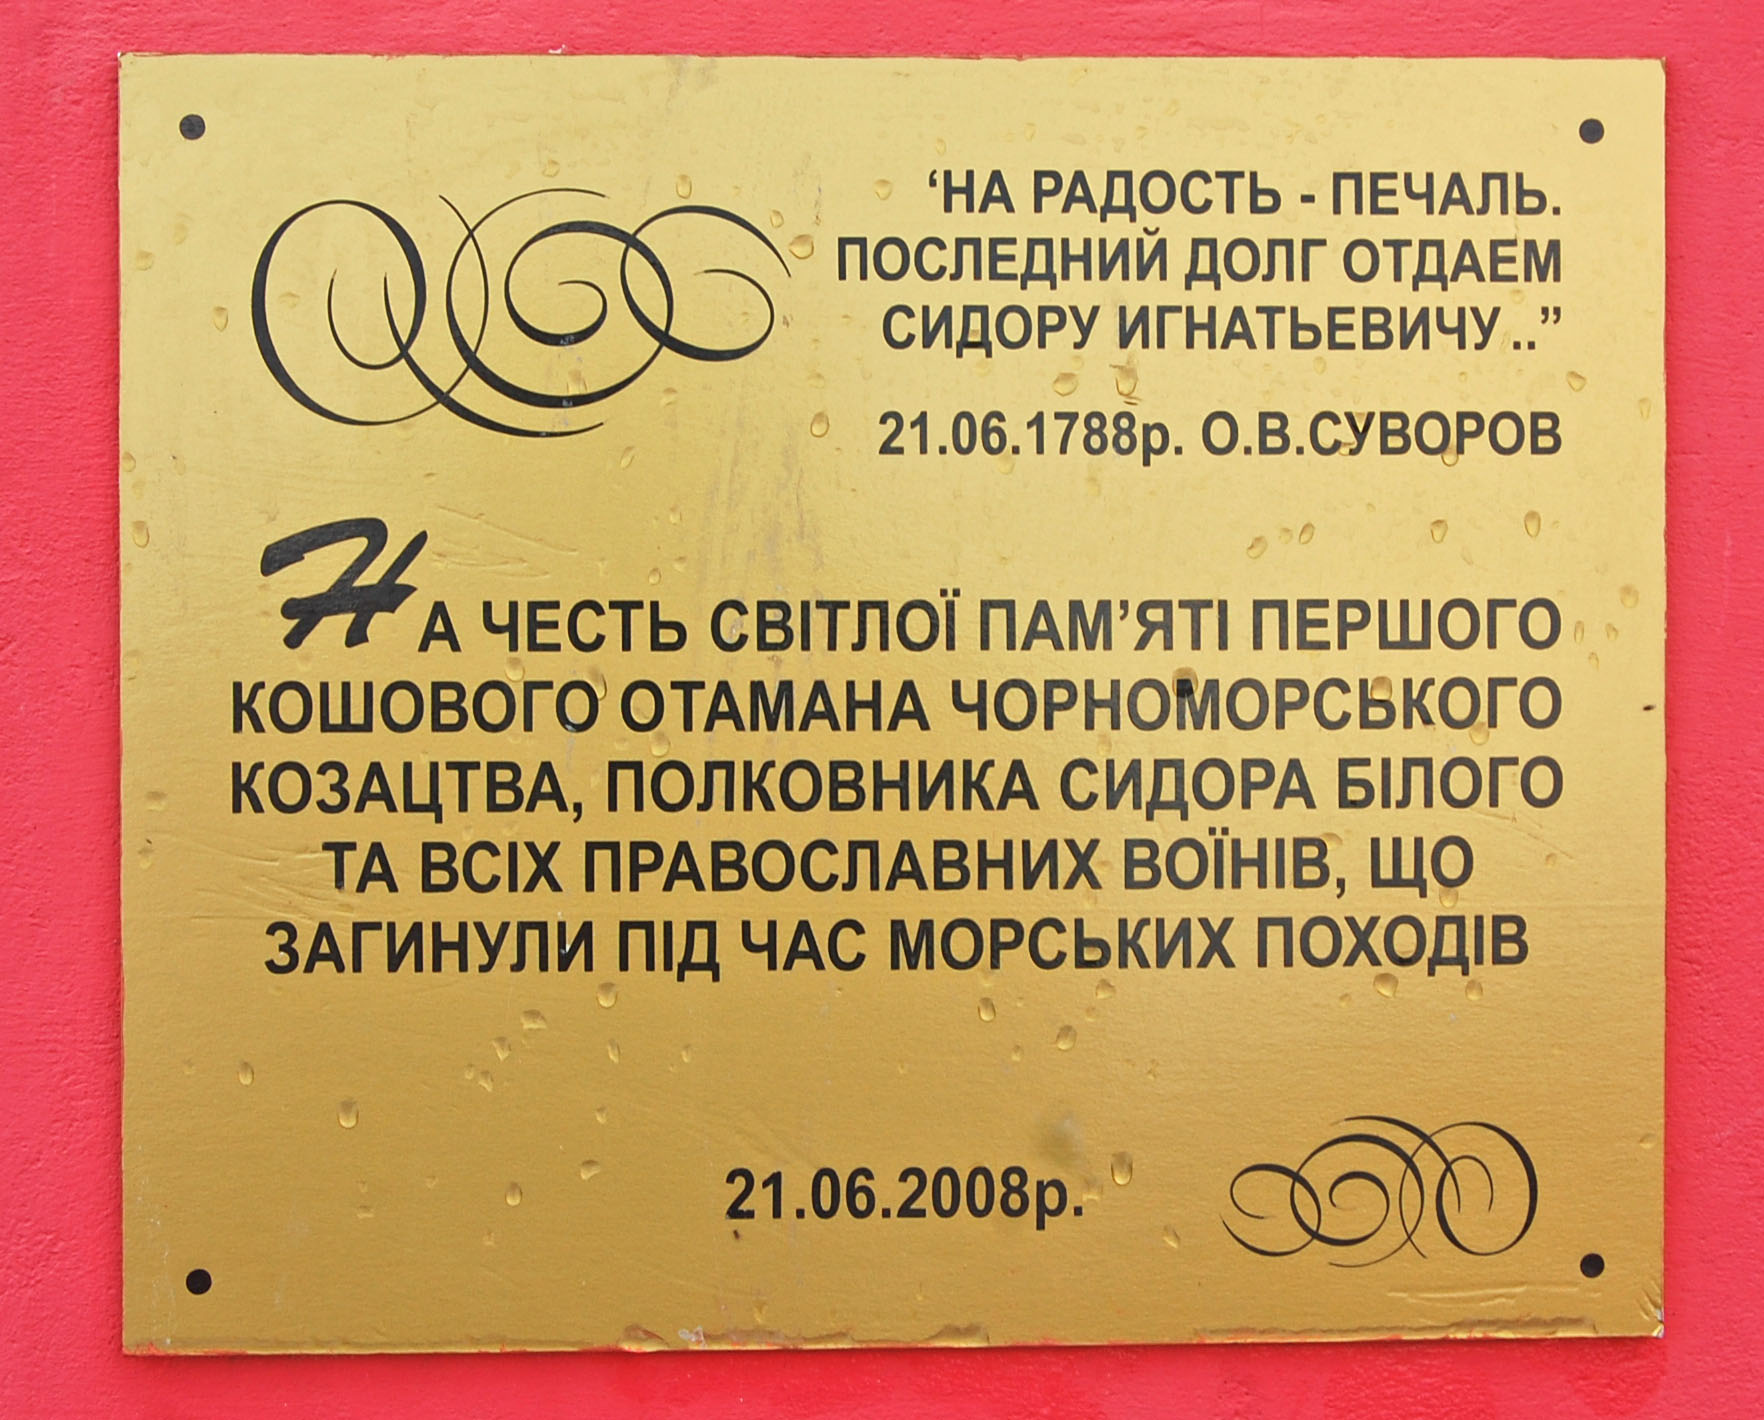 ‘НА РАДОСТЬ - ПЕЧАЛЬ.
ПОСЛЕДНИЙ ДОЛГ ОТДАЕМ
СИДОРУ ИГНАТЬЕВИЧУ..”
21.06.1788р. О.В.СУВОРОВ
НА ЧЕСТЬ СВІТЛОЇ ПАМ’ЯТІ ПЕРШОГО
КОШОВОГО ОТАМАНА ЧОРНОМОРСЬКОГО
КОЗАЦТВА, ПОЛКОВНИКА СИДОРА БІЛОГО
ТА ВСІХ ПРАВОСЛАВНИХ ВОЇНІВ, ЩО
ЗАГИНУЛИ ПІД ЧАС МОРСЬКИХ ПОХОДІВ
21.06.2008р.